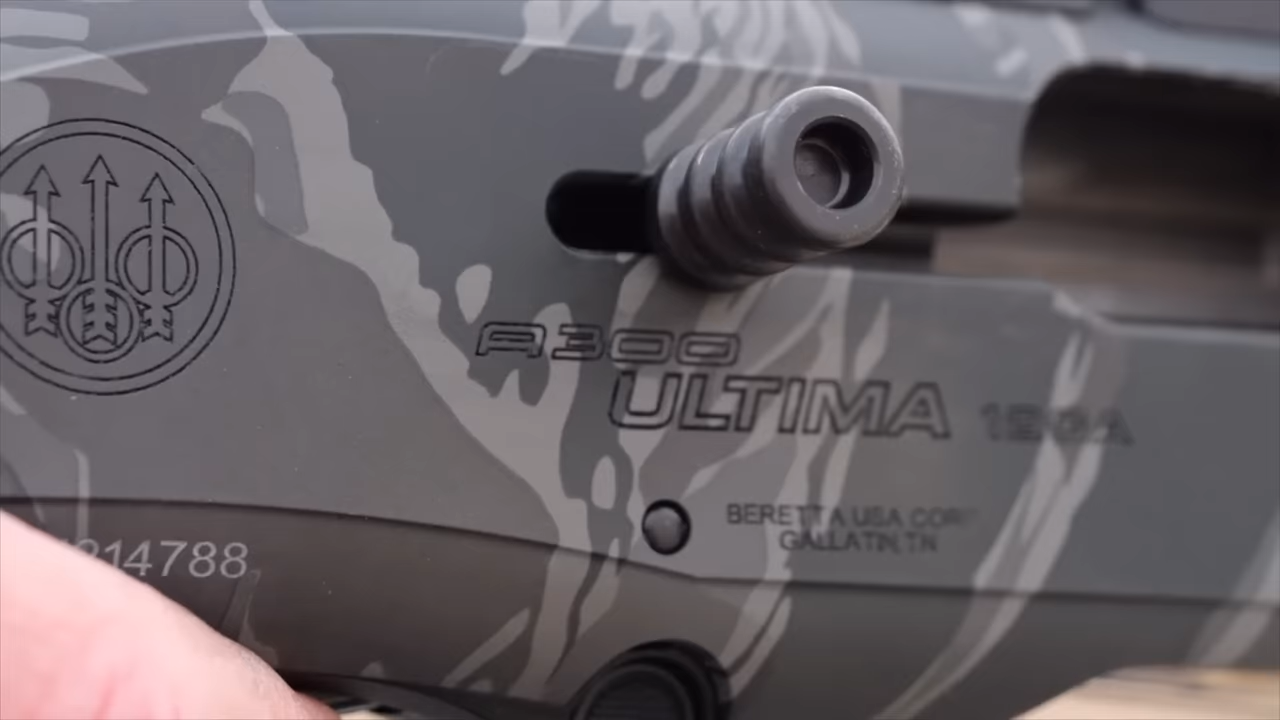 A300
ULTIMA 12GA
BERETTA USA CORP
GALLATIN, TN
214788